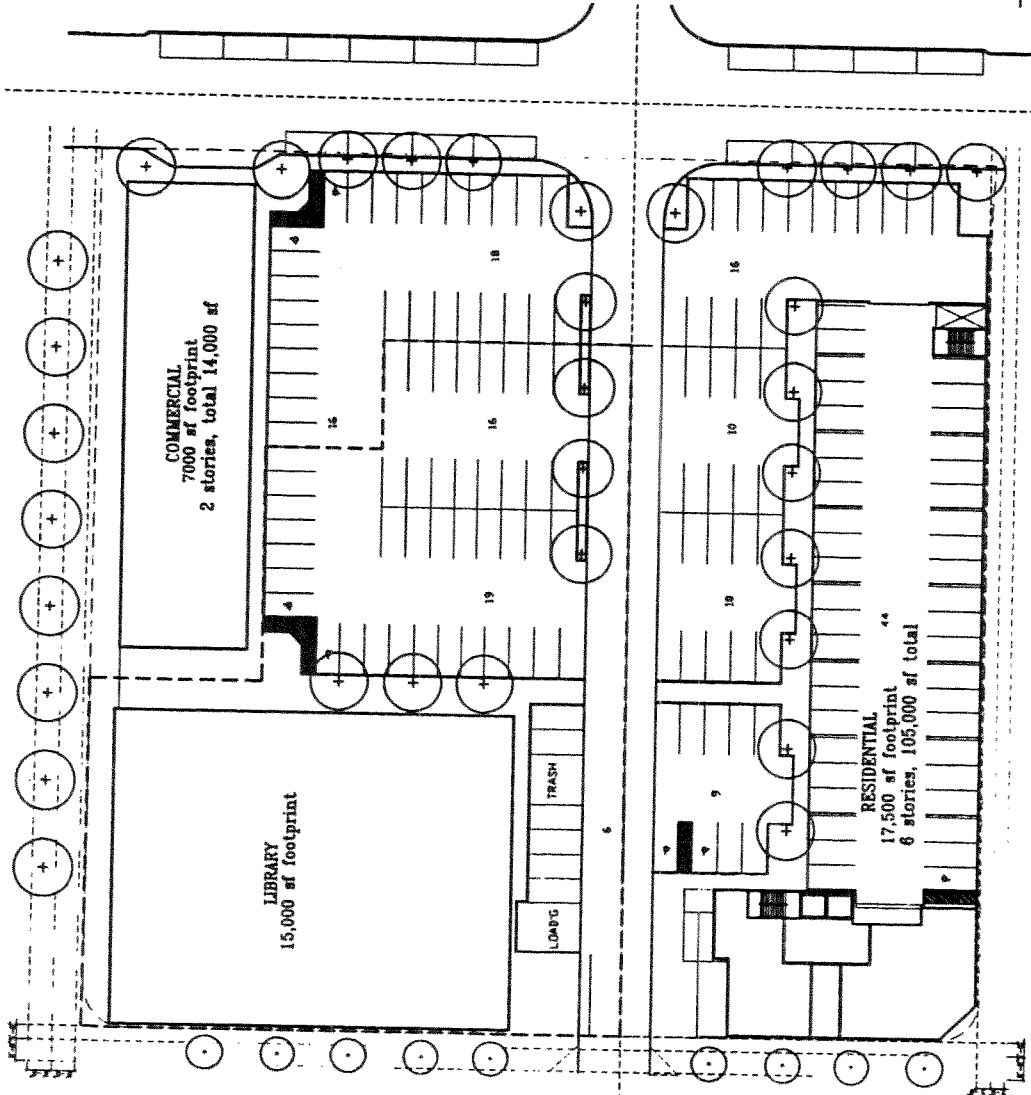 COMMERCIAL
7000 sf footprint
2 stories, total 14,000 sf
18
16
16
19
16
10
10
9
6
44
RESIDENTIAL
17,500 sf footprint
6 stories, 105,000 sf total
TRASH
LOAD'G
LIBRARY
15,000 sf footprint